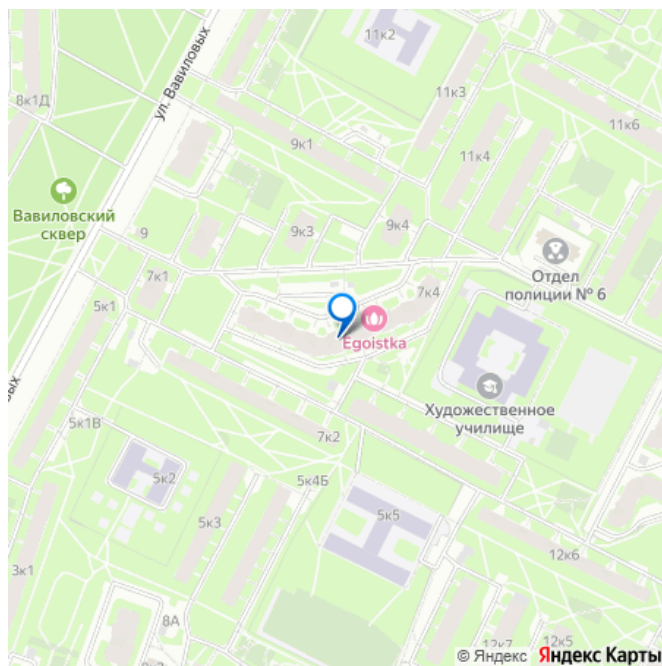 11к2
ул. Вавиловых
8к1Д
11к3
11к6
9к1
11к4
Вавиловский
сквер
9
9к3
9к4
7к1
Отдел
полиции № 6
7к4
5к1
Egoistka
Художественное
училище
5к1В
7к2
5к2
5к4Б
5к3
5к5
12к6
3к1
8А
12к7
12к5
© Яндекс Яндекс Карты